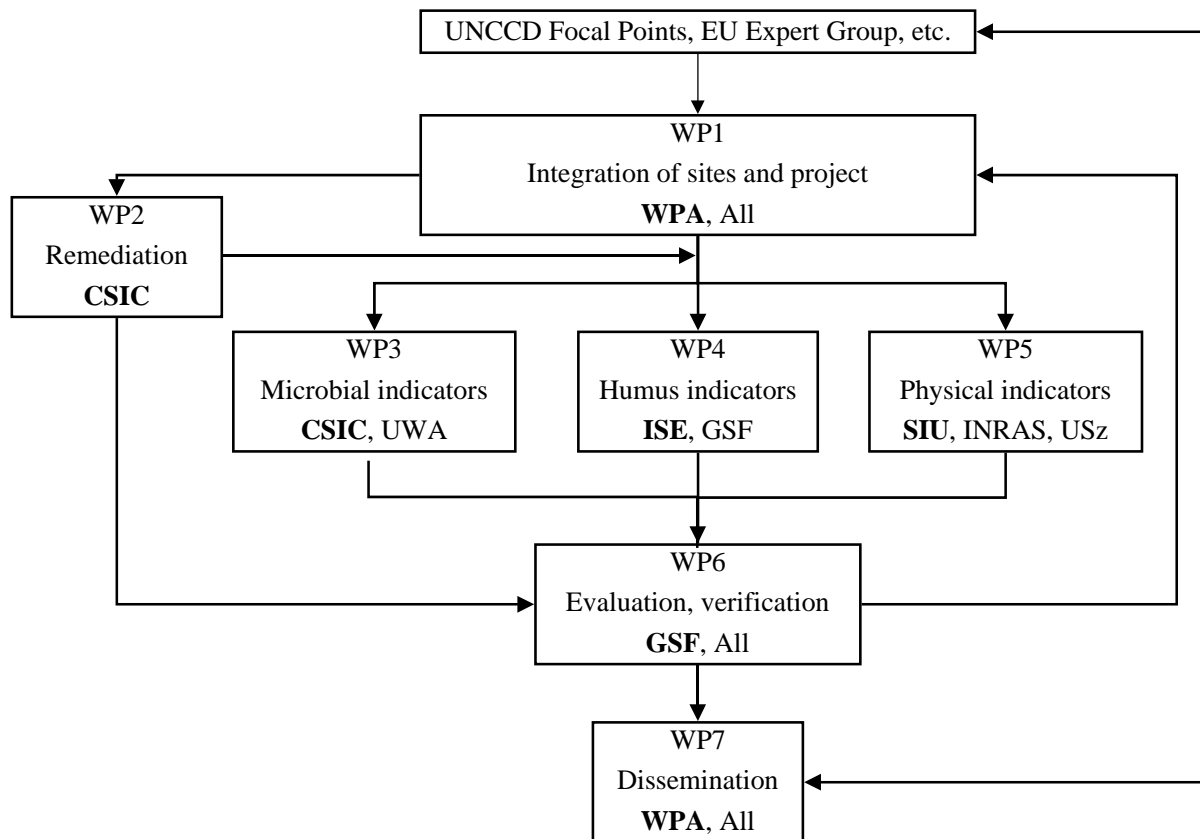 UNCCD Focal Points, EU Expert Group, etc.
WP1
Integration of sites and project
WPA, All
WP2
Remediation
CSIC
WP3
Microbial indicators
CSIC, UWA
WP4
Humus indicators
ISE, GSF
WP5
Physical indicators
SIU, INRAS, USz
WP6
Evaluation, verification
GSF, All
WP7
Dissemination
WPA, All